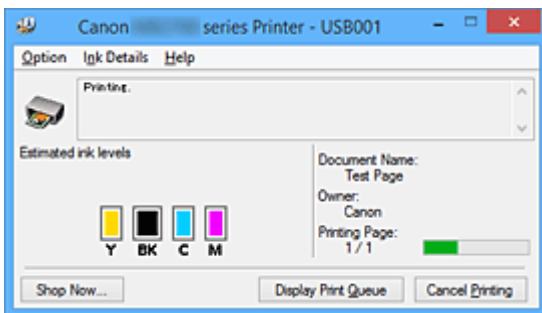 Canon series Printer - USB001
Option Ink Details Help
Printing.
Estimated ink levels
Document Name:
Test Page
Owner:
Canon
Printing Page:
1 / 1
Y BK C M
Shop Now... Display Print Queue Cancel Printing